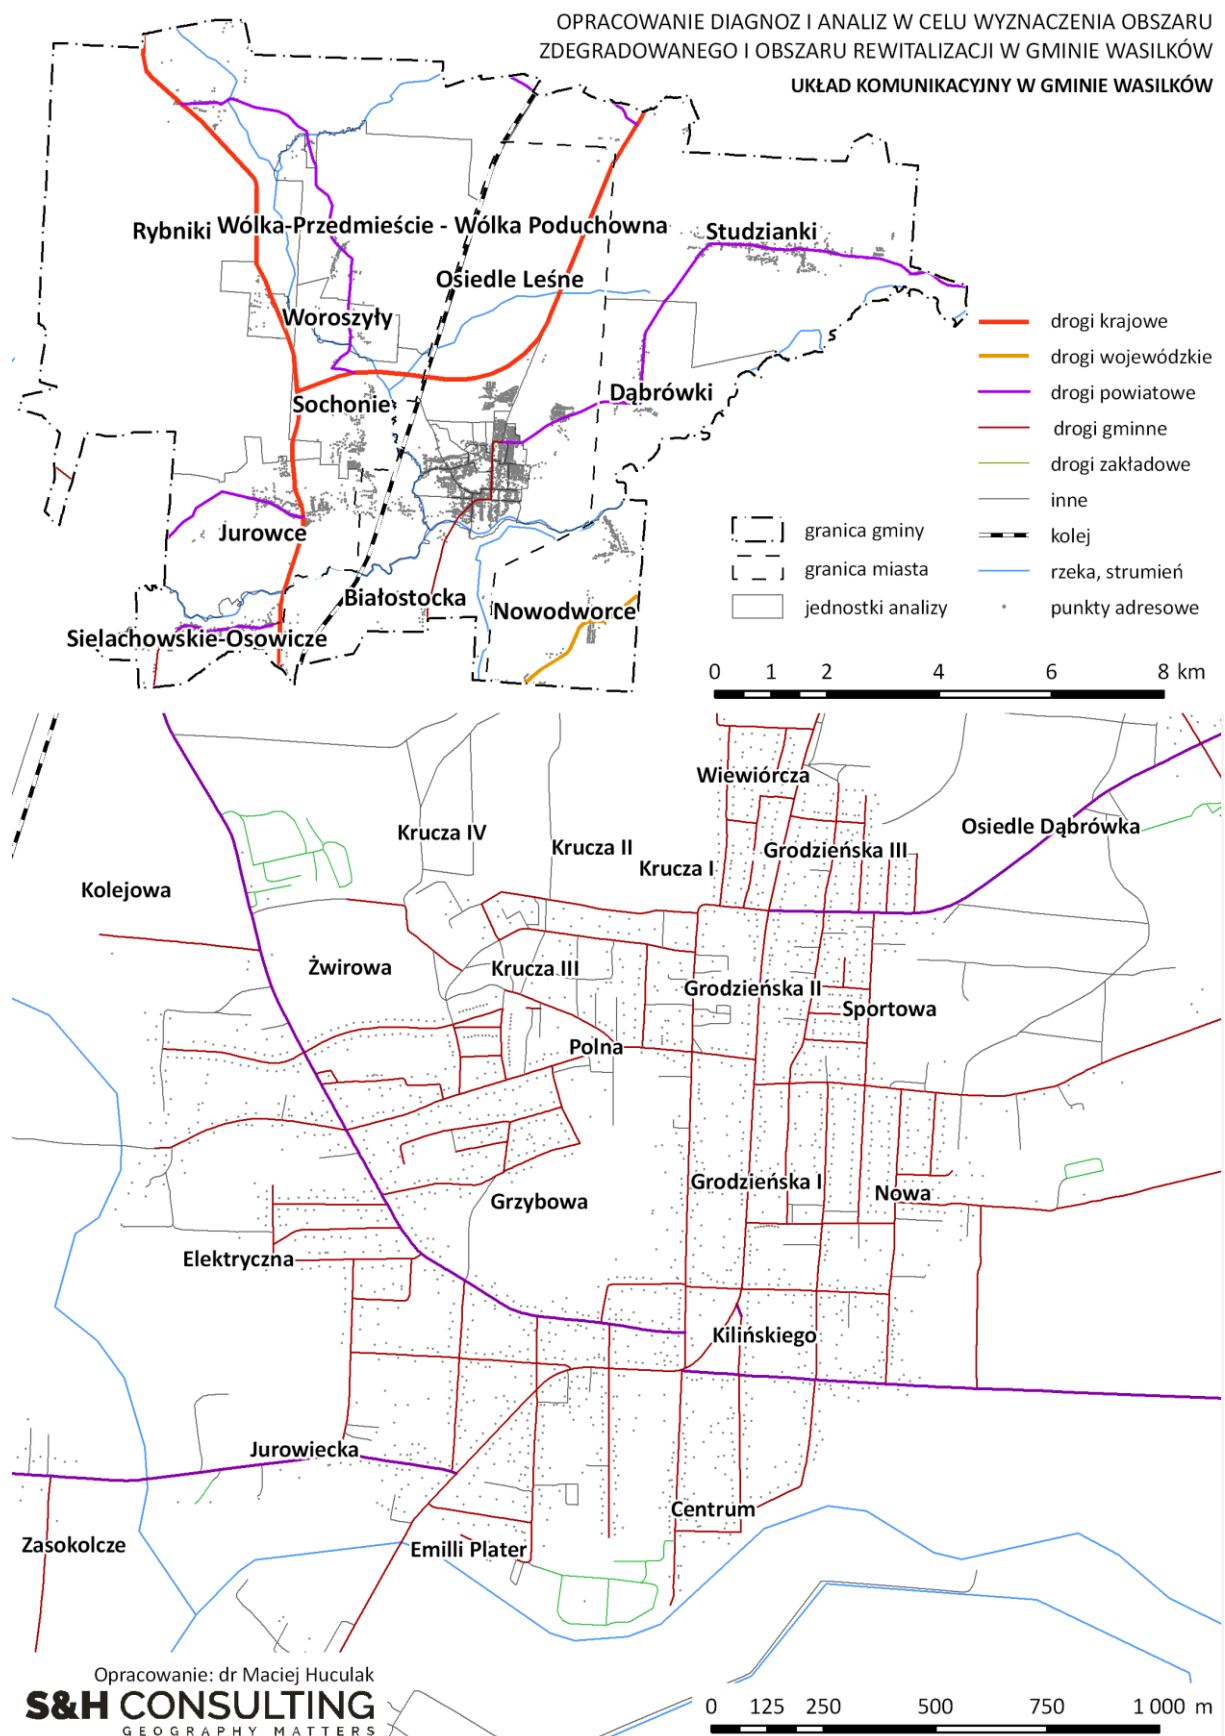 OPRACOWANIE DIAGNOZ I ANALIZ W CELU WYZNACZENIA OBSZARU
ZDEGRADOWANEGO I OBSZARU REWITALIZACJI W GMINIE WASILKÓW
UKŁAD KOMUNIKACYJNY W GMINIE WASILKÓW
Rybniki
Wólka-Przedmieście - Wólka Poduchowna
Studzianki
Osiedle Leśne
Woroszyły
Dąbrówki
Sochonie
Jurowce
Białostocka
Nowodworce
Sielachowskie-Osowicze
drogi krajowe
drogi wojewódzkie
drogi powiatowe
drogi gminne
drogi zakładowe
inne
kolej
rzeka, strumień
punkty adresowe
granica gminy
granica miasta
jednostki analizy
0 1 2 4 6 8 km
Wiewiórcza
Krucza IV
Krucza II
Krucza I
Grodzieńska III
Osiedle Dąbrówka
Kolejowa
Żwirowa
Krucza III
Grodzieńska II
Sportowa
Polna
Grzybowa
Grodzieńska I
Nowa
Elektryczna
Kilińskiego
Jurowiecka
Centrum
Zasokolcze
Emilli Plater
Opracowanie: dr Maciej Huculak
S&H CONSULTING
GEOGRAPHY MATTERS
0 125 250 500 750 1 000 m